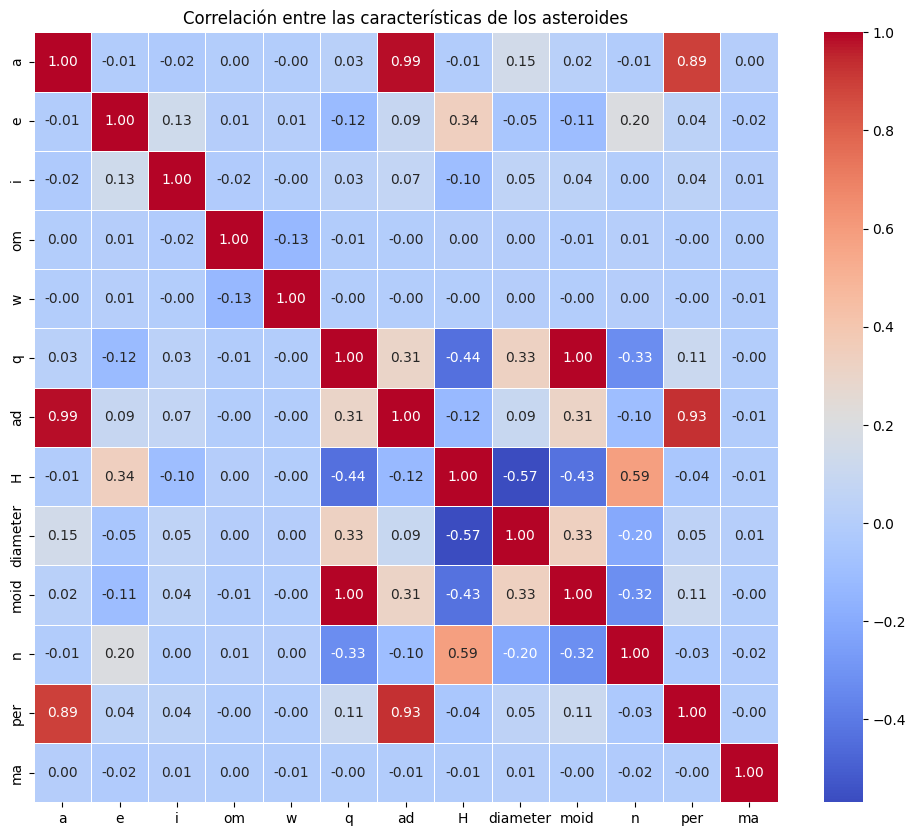 Correlación entre las características de los asteroides
a 1.00 -0.01 -0.02 0.00 -0.00 0.03 0.99 -0.01 0.15 0.02 -0.01 0.89 0.00
e -0.01 1.00 0.13 0.01 0.01 -0.12 0.09 0.34 -0.05 -0.11 0.20 0.04 -0.02
i -0.02 0.13 1.00 -0.02 -0.00 0.03 0.07 -0.10 0.05 0.04 0.00 0.04 0.01
om 0.00 0.01 -0.02 1.00 -0.13 -0.01 -0.00 0.00 0.00 -0.01 0.01 -0.00 0.00
w -0.00 0.01 -0.00 -0.13 1.00 -0.00 -0.00 -0.00 0.00 -0.00 0.00 -0.00 -0.01
q 0.03 -0.12 0.03 -0.01 -0.00 1.00 0.31 -0.44 0.33 1.00 -0.33 0.11 -0.00
ad 0.99 0.09 0.07 -0.00 -0.00 0.31 1.00 -0.12 0.09 0.31 -0.10 0.93 -0.01
H -0.01 0.34 -0.10 0.00 -0.00 -0.44 -0.12 1.00 -0.57 -0.43 0.59 -0.04 -0.01
diameter 0.15 -0.05 0.05 0.00 0.00 0.33 0.09 -0.57 1.00 0.33 -0.20 0.05 0.01
moid 0.02 -0.11 0.04 -0.01 -0.00 1.00 0.31 -0.43 0.33 1.00 -0.32 0.11 -0.00
n -0.01 0.20 0.00 0.01 0.00 -0.33 -0.10 0.59 -0.20 -0.32 1.00 -0.03 -0.02
per 0.89 0.04 0.04 -0.00 -0.00 0.11 0.93 -0.04 0.05 0.11 -0.03 1.00 -0.00
ma 0.00 -0.02 0.01 0.00 -0.01 -0.00 -0.01 -0.01 0.01 -0.00 -0.02 -0.00 1.00
a e i om w q ad H diameter moid n per ma
1.0
0.8
0.6
0.4
0.2
0.0
−0.2
−0.4